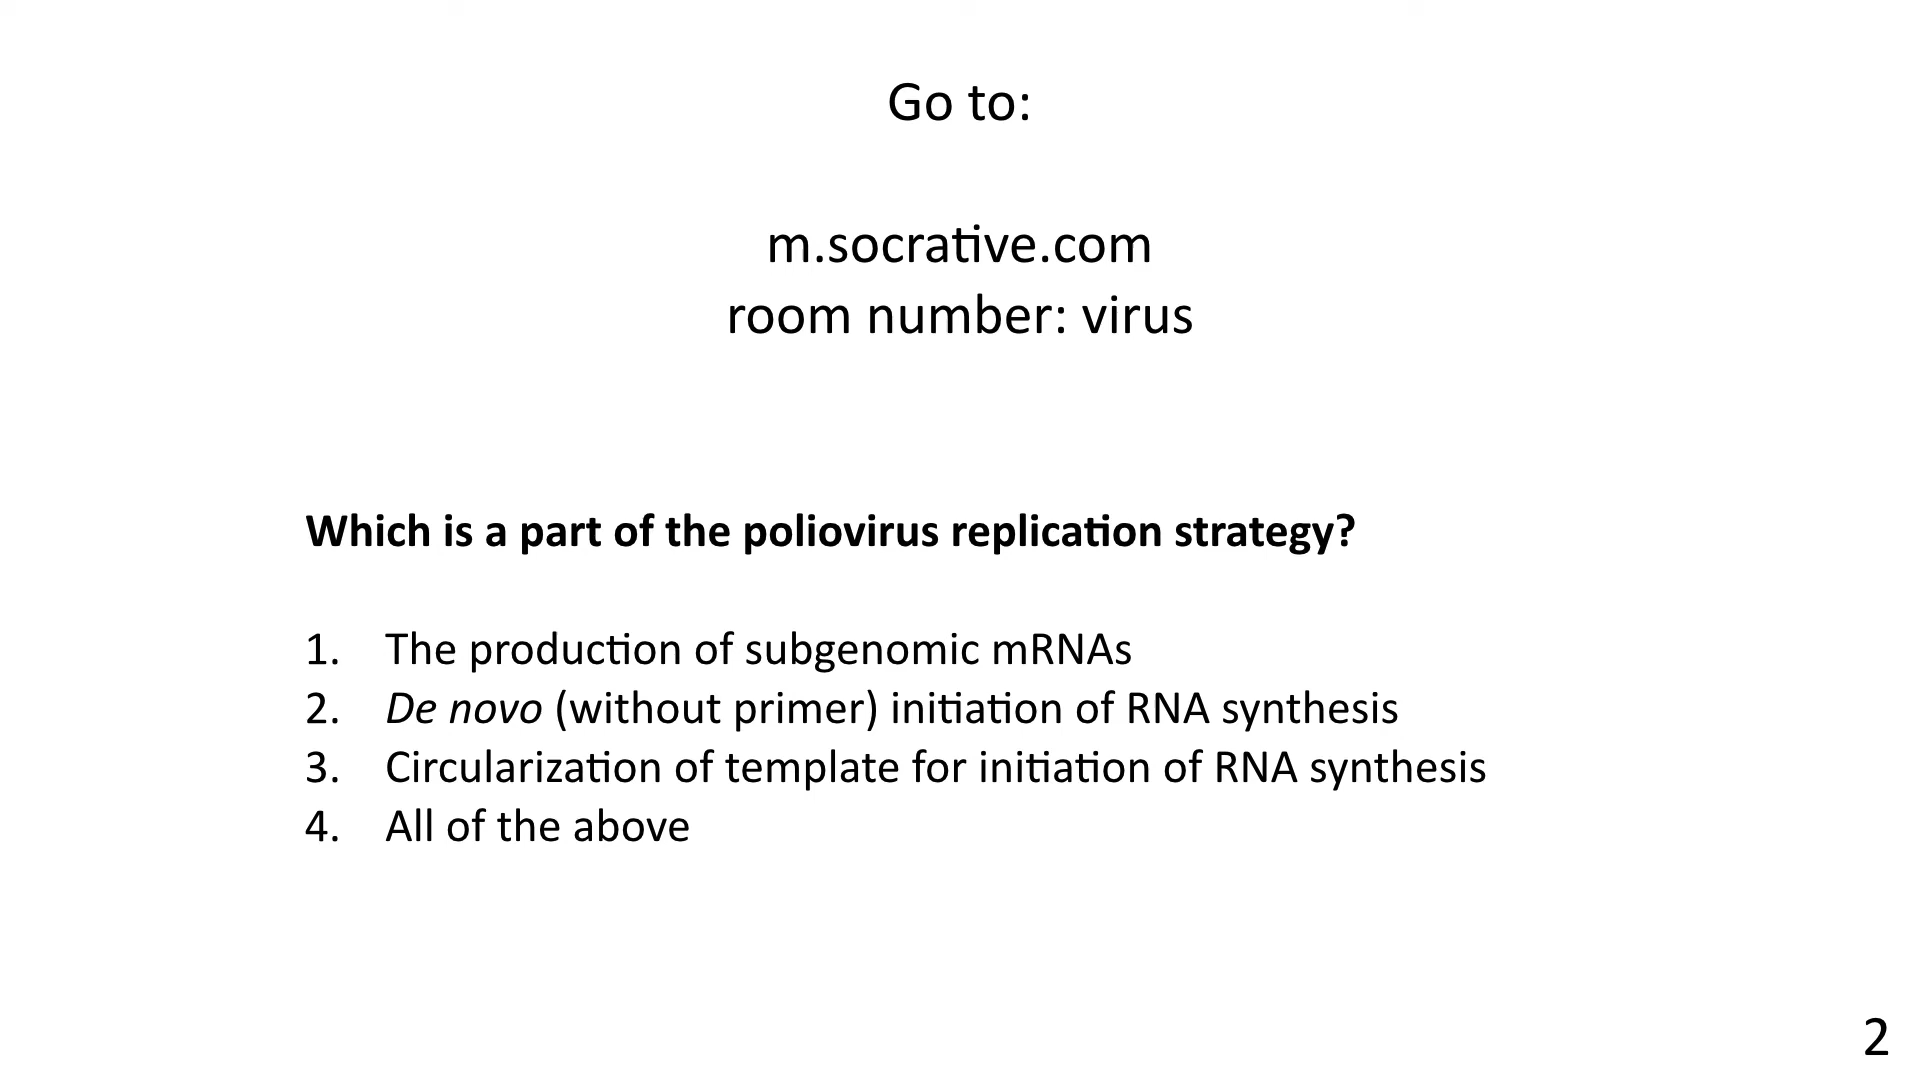 Go to:
m.socrative.com
room number: virus
Which is a part of the poliovirus replication strategy?
1. The production of subgenomic mRNAs
2. De novo (without primer) initiation of RNA synthesis
3. Circularization of template for initiation of RNA synthesis
4. All of the above
2